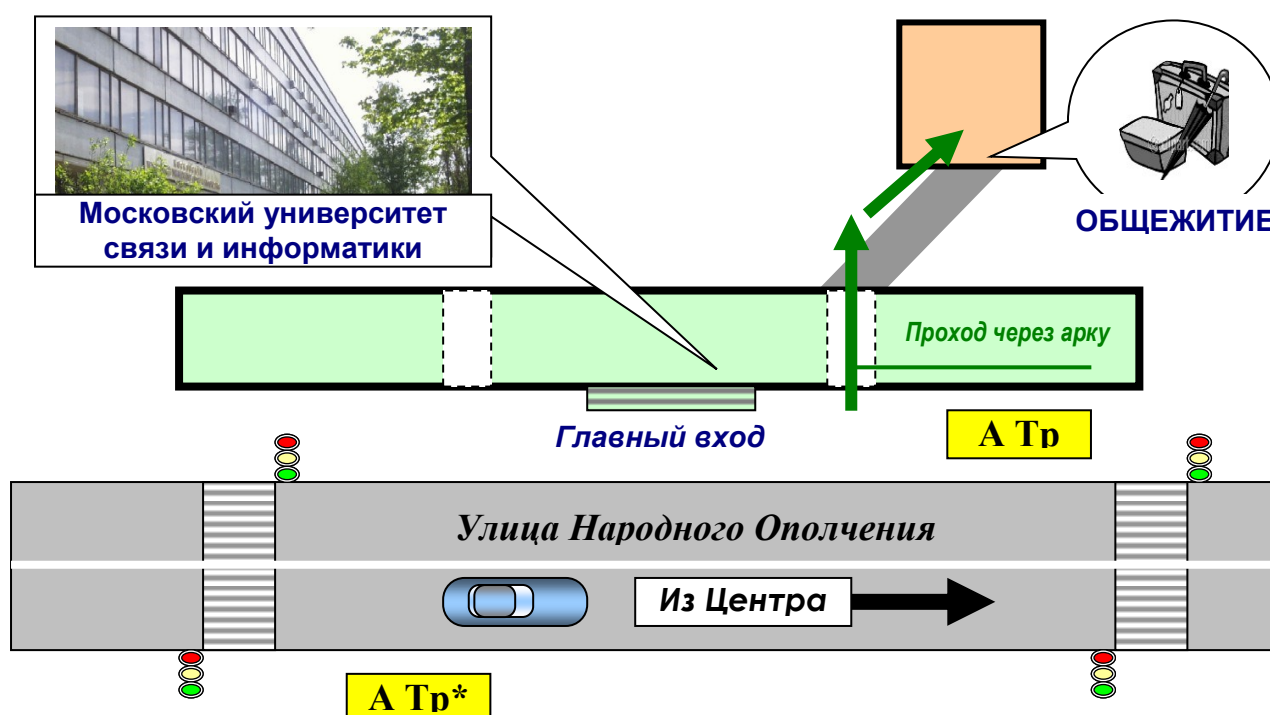 Московский университет
связи и информатики
ОБЩЕЖИТИЕ
Проход через арку
Главный вход
А Тр
Улица Народного Ополчения
Из Центра
А Тр*